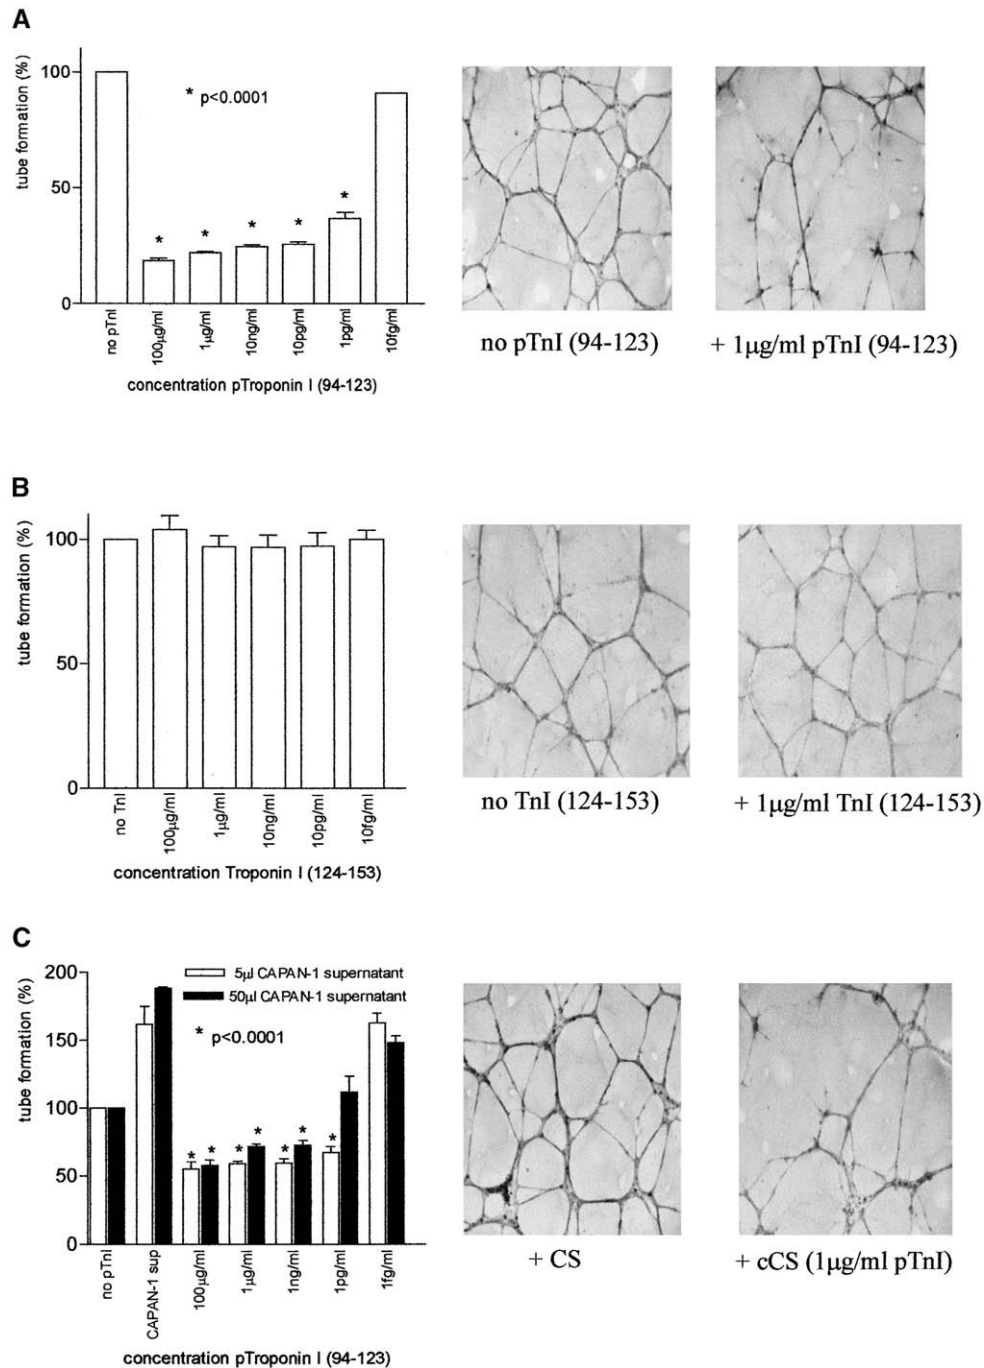 A
tube formation (%)
100
50
0
* p<0.0001
* * * * *
no pTnI
100µg/ml
1µg/ml
10ng/ml
10pg/ml
1pg/ml
10fg/ml
concentration pTroponin I (94-123)
no pTnI (94-123)
+ 1µg/ml pTnI (94-123)
B
tube formation (%)
100
50
0
no TnI
100µg/ml
1µg/ml
10ng/ml
10pg/ml
10fg/ml
concentration Troponin I (124-153)
no TnI (124-153)
+ 1µg/ml TnI (124-153)
C
tube formation (%)
200
150
100
50
0
5µl CAPAN-1 supernatant
50µl CAPAN-1 supernatant
* p<0.0001
* * * * * * *
no pTnI
CAPAN-1 sup
100µg/ml
1µg/ml
1ng/ml
1pg/ml
1fg/ml
concentration pTroponin I (94-123)
+ CS
+ cCS (1µg/ml pTnI)